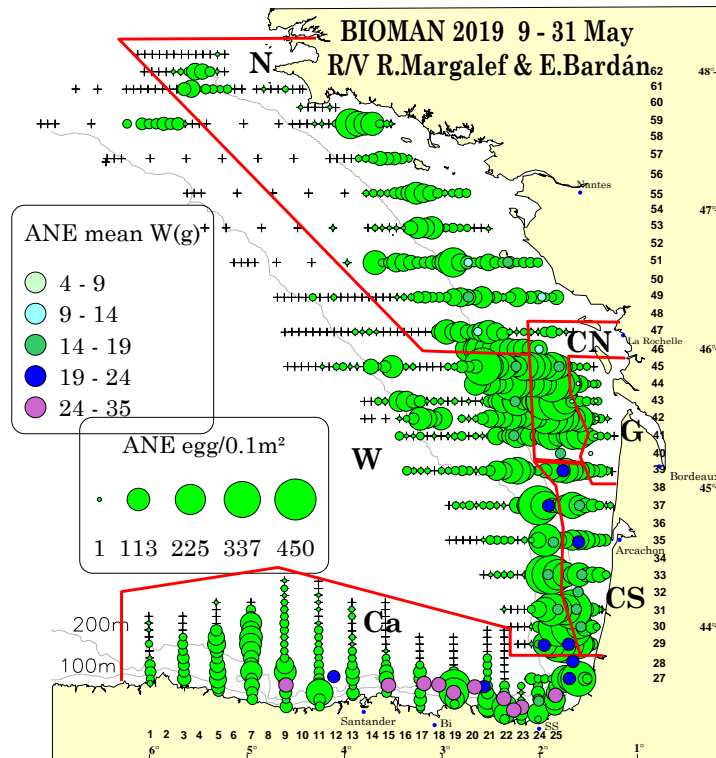 BIOMAN 2019 9 - 31 May
R/V R.Margalef & E.Bardán
N
62
48°
61
60
59
58
57
56
55
Nantes
54
47°
53
52
51
50
49
48
47
La Rochelle
CN
46
46°
45
44
43
42
G
41
40
39
Bordeaux
38
45°
37
36
35
Arcachon
34
33
32
CS
31
30
44°
29
28
27
W
Ca
ANE mean W(g)
4 - 9
9 - 14
14 - 19
19 - 24
24 - 35
ANE egg/0.1m²
1 113 225 337 450
200m
100m
Santander
Bi
SS
1 2 3 4 5 6 7 8 9 10 11 12 13 14 15 16 17 18 19 20 21 22 23 24 25
6° 5° 4° 3° 2° 1°